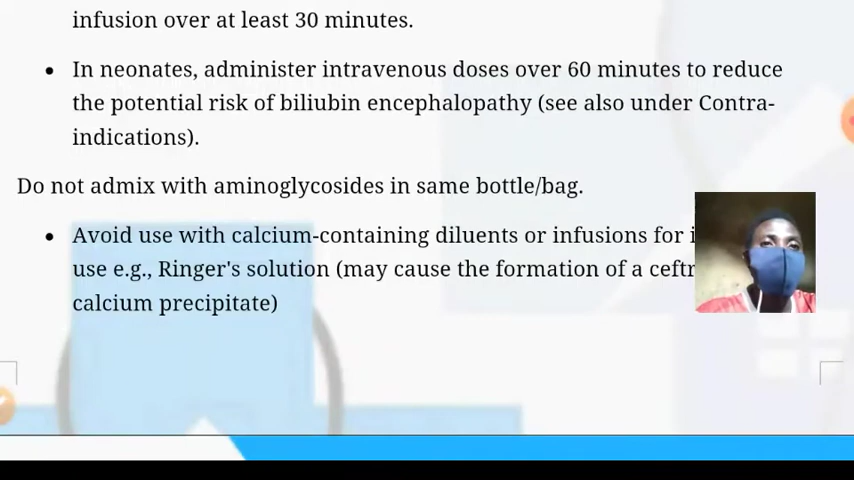 infusion over at least 30 minutes.
• In neonates, administer intravenous doses over 60 minutes to reduce
the potential risk of biliubin encephalopathy (see also under Contra-
indications).
Do not admix with aminoglycosides in same bottle/bag.
• Avoid use with calcium-containing diluents or infusions for
use e.g., Ringer's solution (may cause the formation of a
calcium precipitate)